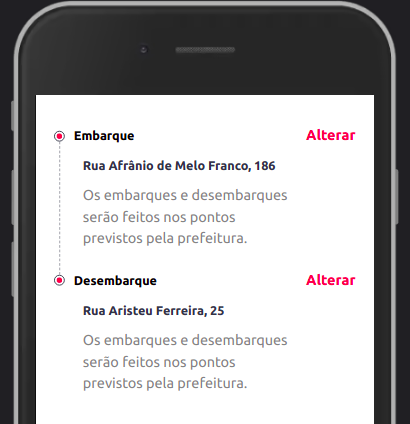 Embarque Alterar
Rua Afrânio de Melo Franco, 186
Os embarques e desembarques
serão feitos nos pontos
previstos pela prefeitura.
Desembarque Alterar
Rua Aristeu Ferreira, 25
Os embarques e desembarques
serão feitos nos pontos
previstos pela prefeitura.